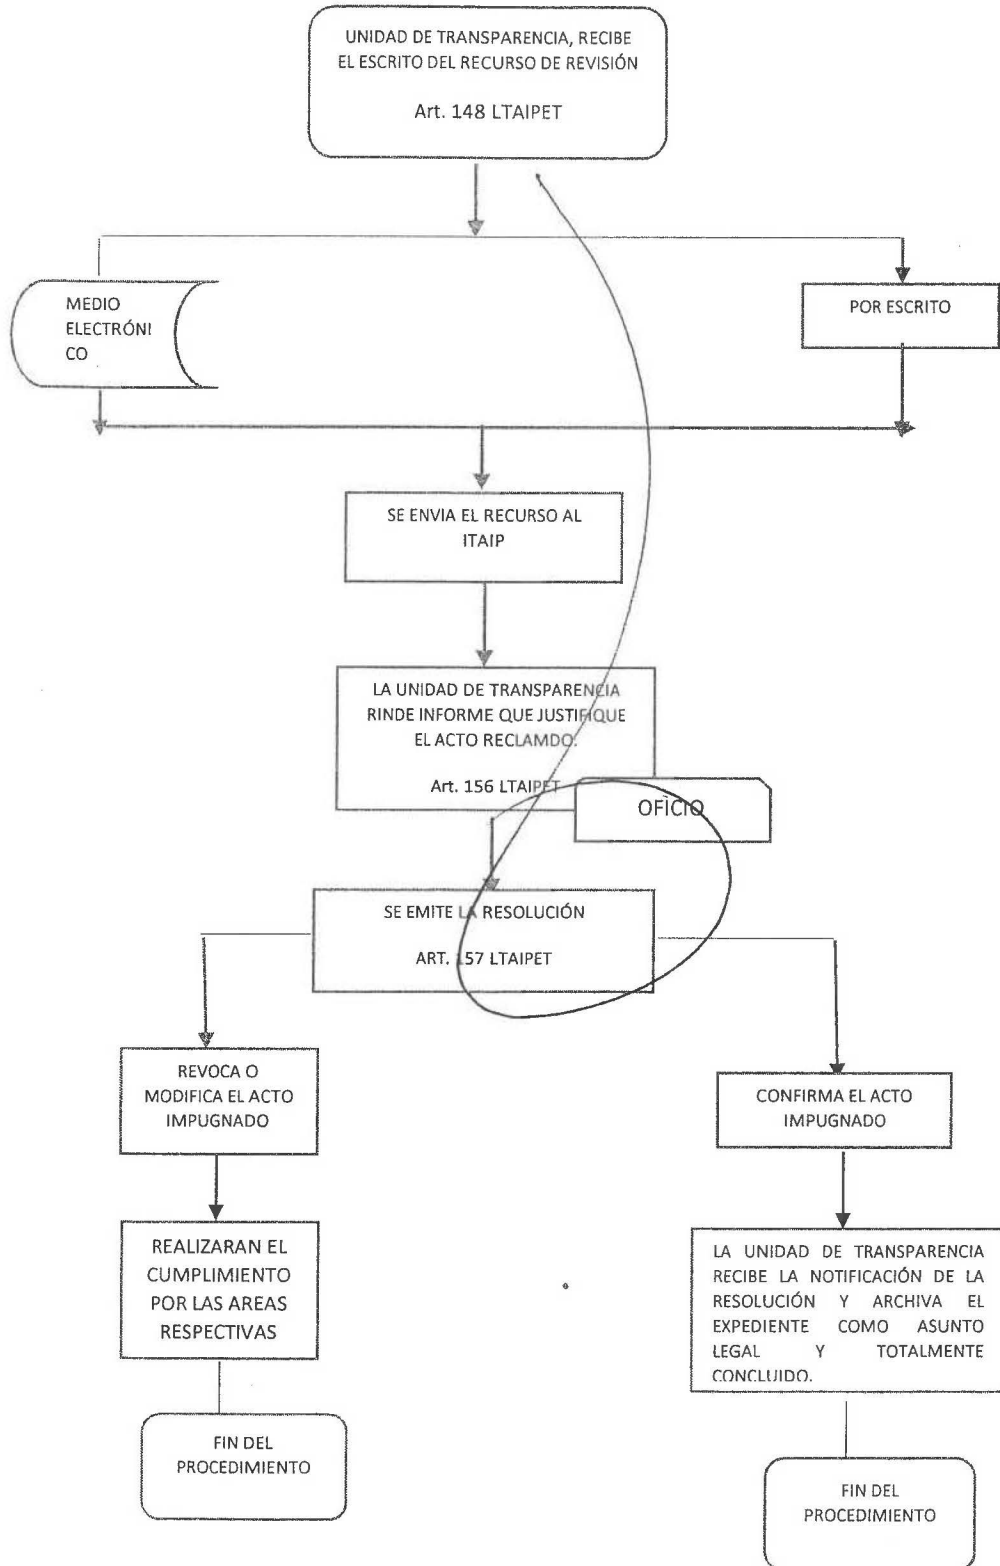 UNIDAD DE TRANSPARENCIA, RECIBE
EL ESCRITO DEL RECURSO DE REVISIÓN
Art. 148 LTAIPET
MEDIO
ELECTRÓNI
CO
POR ESCRITO
SE ENVIA EL RECURSO AL
ITAIP
LA UNIDAD DE TRANSPARENCIA
RINDE INFORME QUE JUSTIFIQUE
EL ACTO RECLAMDO.
Art. 156 LTAIPET
OFICIO
SE EMITE LA RESOLUCIÓN
ART. 157 LTAIPET
REVOCA O
MODIFICA EL ACTO
IMPUGNADO
CONFIRMA EL ACTO
IMPUGNADO
REALIZARAN EL
CUMPLIMIENTO
POR LAS AREAS
RESPECTIVAS
LA UNIDAD DE TRANSPARENCIA
RECIBE LA NOTIFICACIÓN DE LA
RESOLUCIÓN Y ARCHIVA EL
EXPEDIENTE COMO ASUNTO
LEGAL Y TOTALMENTE
CONCLUIDO.
FIN DEL
PROCEDIMIENTO
FIN DEL
PROCEDIMIENTO